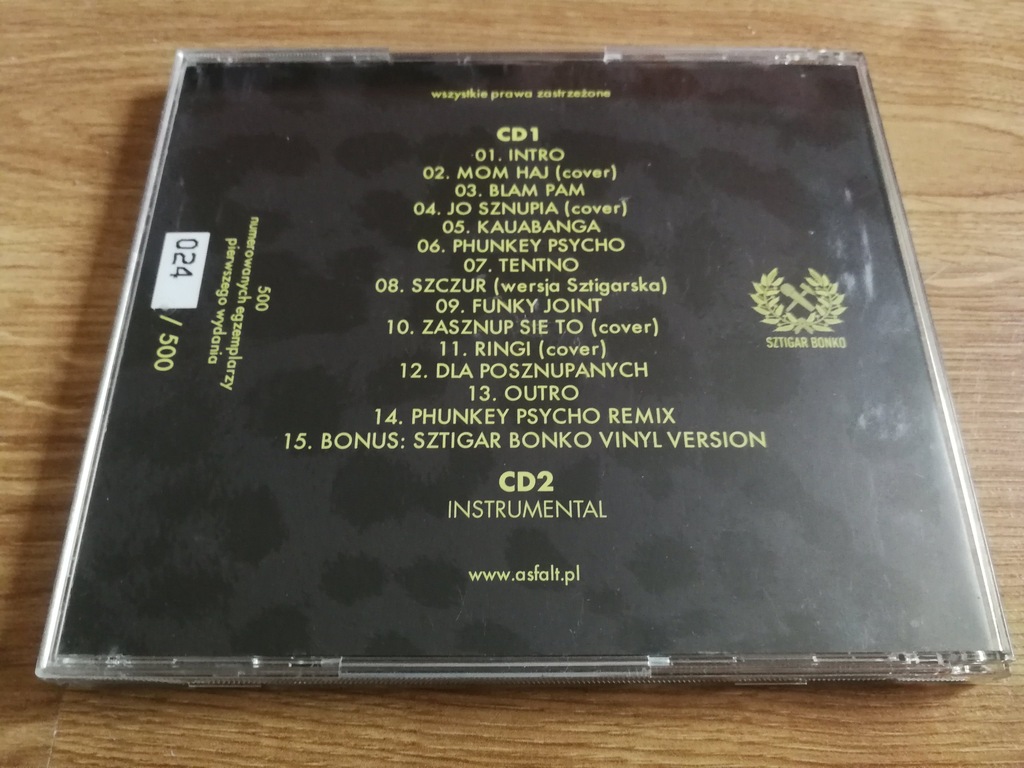 wszystkie prawa zastrzeżone
CD1
01. INTRO
02. MOM HAJ (cover)
03. BLAM PAM
04. JO SZNUPIA (cover)
05. KAUABANGA
06. PHUNKEY PSYCHO
07. TENTNO
08. SZCZUR (wersja Sztigarska)
09. FUNKY JOINT
10. ZASZNUP SIE TO (cover)
11. RINGI (cover)
12. DLA POSZNUPANYCH
13. OUTRO
14. PHUNKEY PSYCHO REMIX
15. BONUS: SZTIGAR BONKO VINYL VERSION
CD2
INSTRUMENTAL
www.asfalt.pl
500
numerowanych egzemplarzy
pierwszego wydania
024 / 500
SZTIGAR BONKO